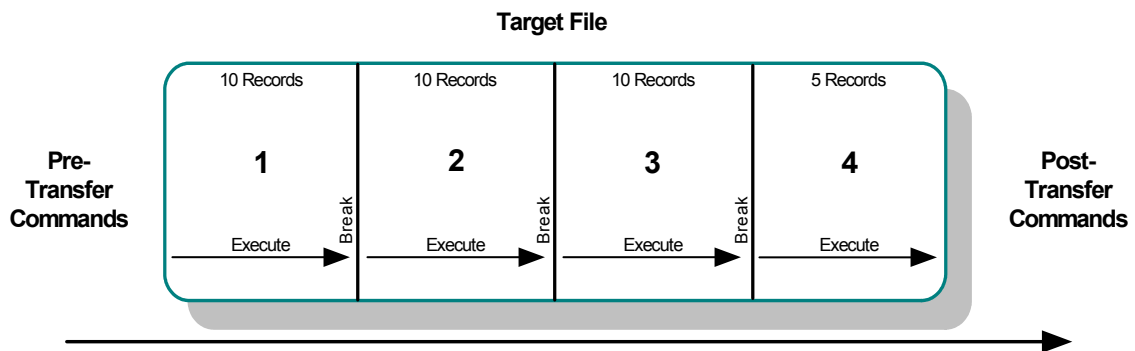 Target File
10 Records
10 Records
10 Records
5 Records
Pre-
Transfer
Commands
1
2
3
4
Post-
Transfer
Commands
Execute
Break
Execute
Break
Execute
Break
Execute